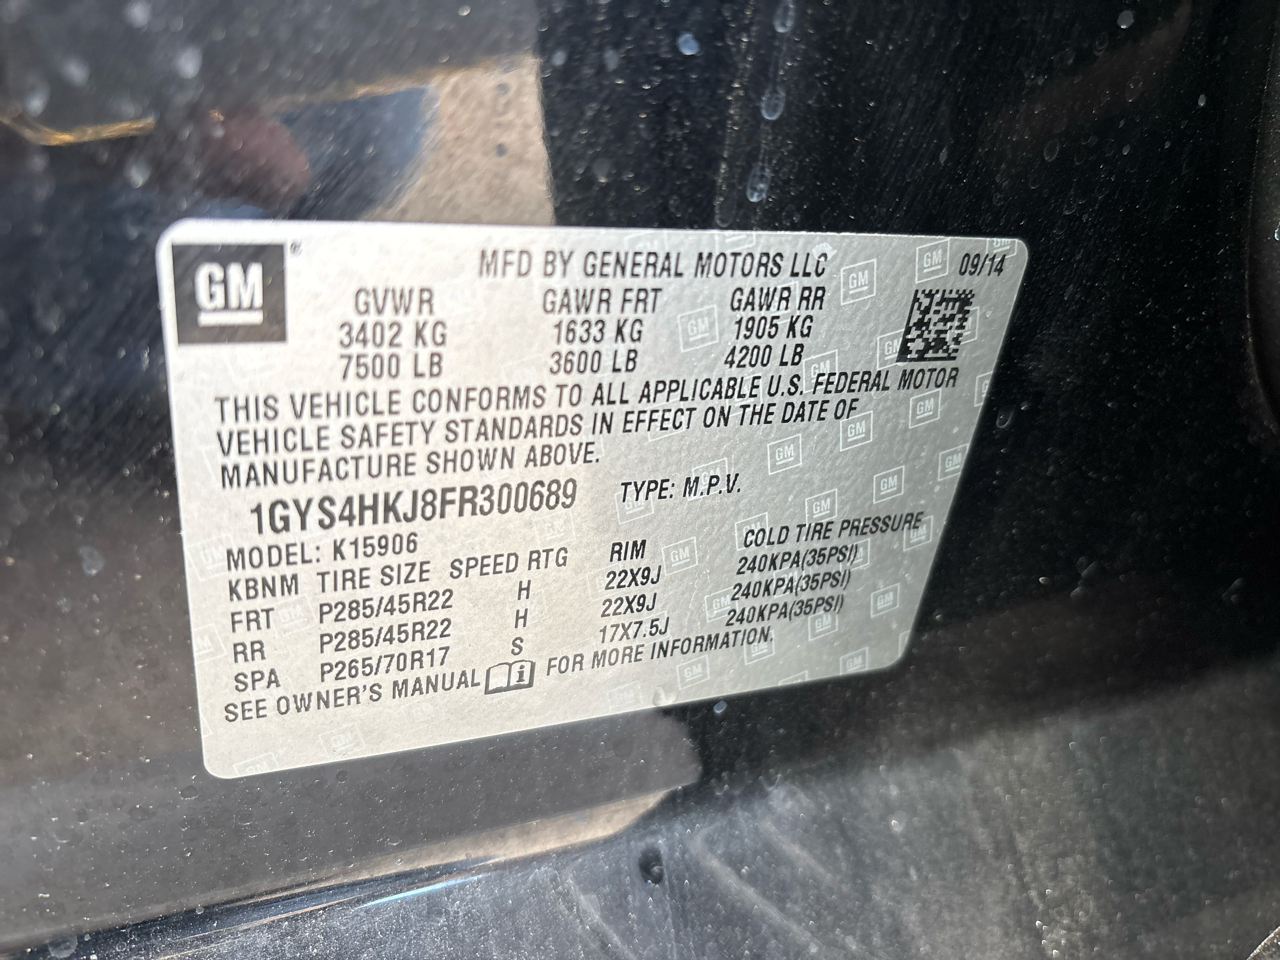 GM ®
MFD BY GENERAL MOTORS LLC 09/14
GVWR GAWR FRT GAWR RR
3402 KG 1633 KG 1905 KG
7500 LB 3600 LB 4200 LB
THIS VEHICLE CONFORMS TO ALL APPLICABLE U.S. FEDERAL MOTOR
VEHICLE SAFETY STANDARDS IN EFFECT ON THE DATE OF
MANUFACTURE SHOWN ABOVE.
1GYS4HKJ8FR300689 TYPE: M.P.V.
MODEL: K15906
KBNM TIRE SIZE SPEED RTG RIM COLD TIRE PRESSURE
FRT P285/45R22 H 22X9J 240KPA(35PSI)
RR P285/45R22 H 22X9J 240KPA(35PSI)
SPA P265/70R17 S 17X7.5J 240KPA(35PSI)
SEE OWNER'S MANUAL i FOR MORE INFORMATION.